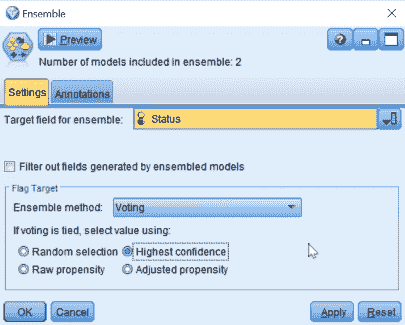 Ensemble
Preview
Number of models included in ensemble: 2
Settings Annotations
Target field for ensemble: Status
Filter out fields generated by ensembled models
Flag Target
Ensemble method: Voting
If voting is tied, select value using:
Random selection Highest confidence
Raw propensity Adjusted propensity
OK Cancel Apply Reset